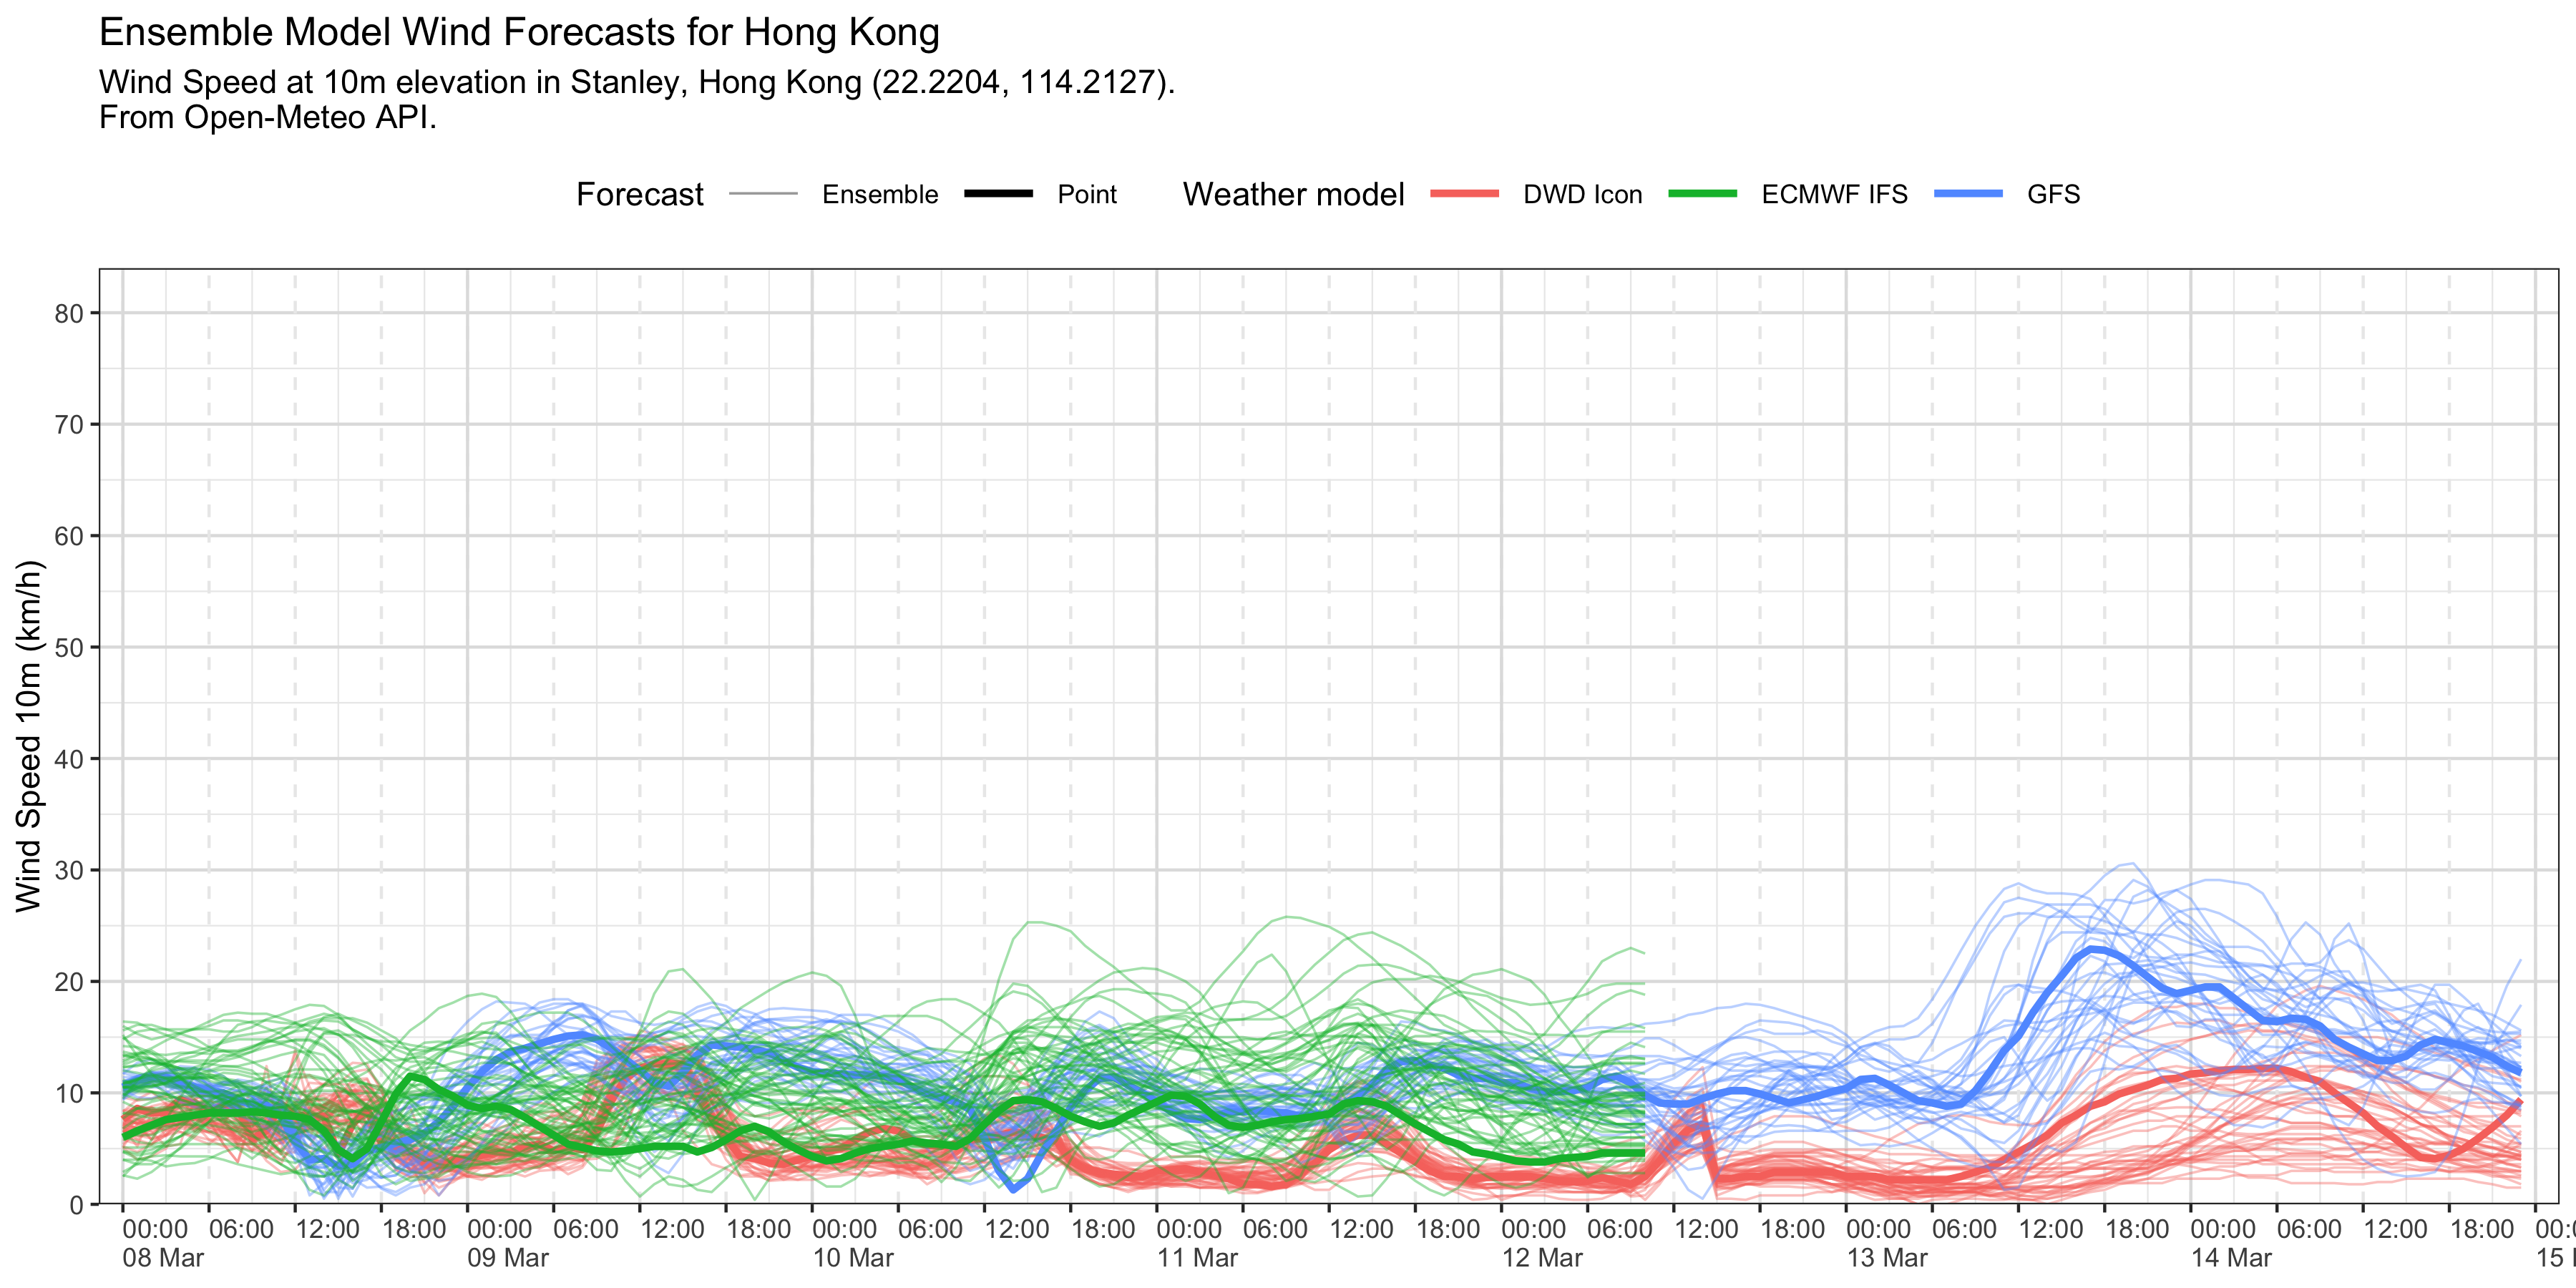 Ensemble Model Wind Forecasts for Hong Kong
Wind Speed at 10m elevation in Stanley, Hong Kong (22.2204, 114.2127).
From Open-Meteo API.
Forecast Ensemble Point Weather model DWD Icon ECMWF IFS GFS
Wind Speed 10m (km/h)
80
70
60
50
40
30
20
10
0
00:00 06:00 12:00 18:00 00:00 06:00 12:00 18:00 00:00 06:00 12:00 18:00 00:00 06:00 12:00 18:00 00:00 06:00 12:00 18:00 00:00 06:00 12:00 18:00 00:00 06:00 12:00 18:00 00:
08 Mar 09 Mar 10 Mar 11 Mar 12 Mar 13 Mar 14 Mar 15